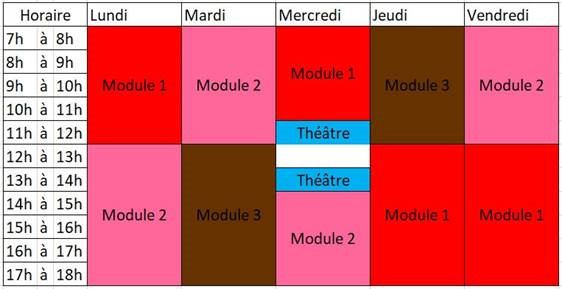 Horaire Lundi Mardi Mercredi Jeudi Vendredi
7h à 8h
8h à 9h
Module 1
9h à 10h Module 1 Module 2 Module 3 Module 2
10h à 11h
11h à 12h Théâtre
12h à 13h
13h à 14h Théâtre
14h à 15h
15h à 16h Module 2 Module 3 Module 1 Module 1
Module 2
16h à 17h
17h à 18h